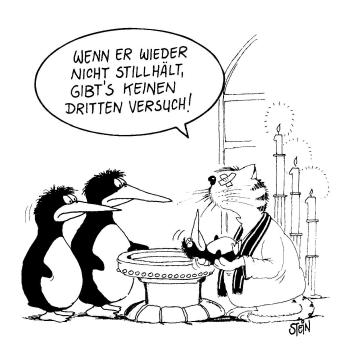 WENN ER WIEDER
NICHT STILLHÄLT,
GIBT'S KEINEN
DRITTEN VERSUCH!
STEIN